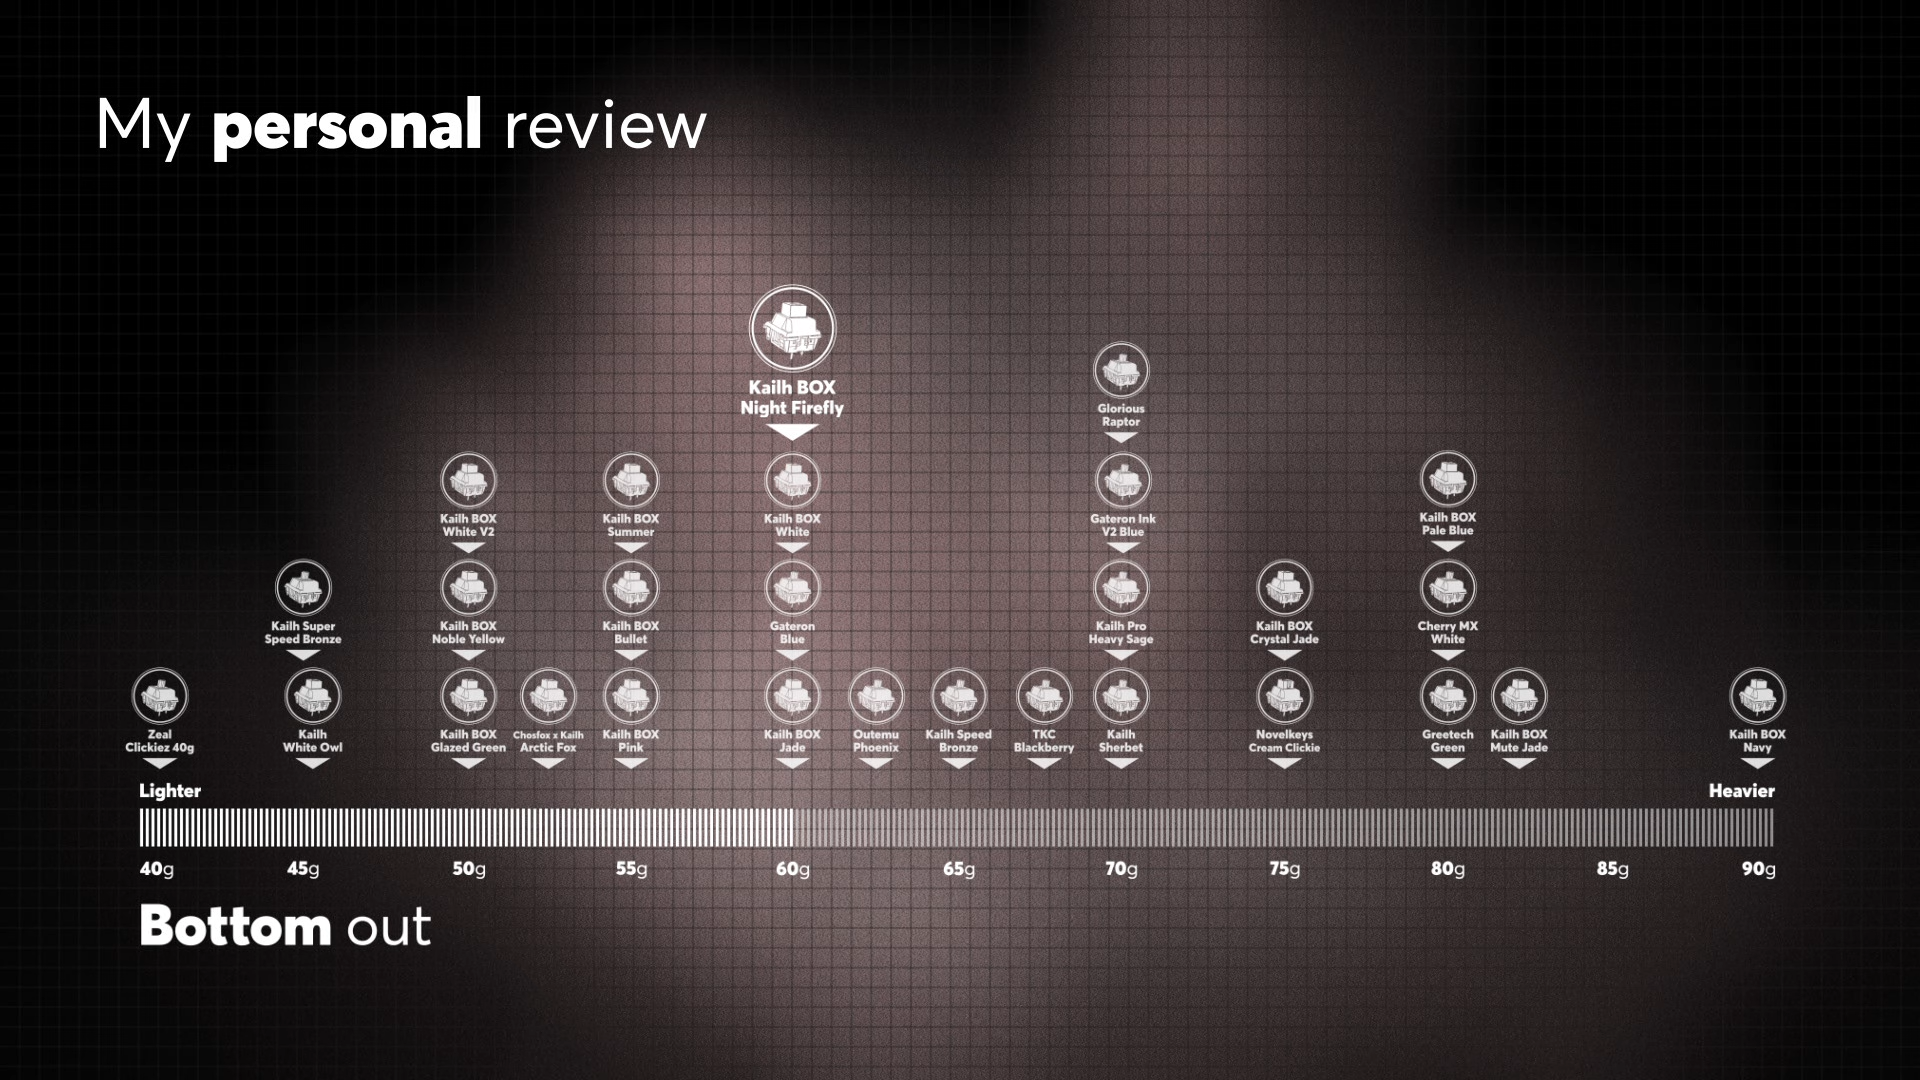 My personal review
Kailh BOX
Night Firefly
Glorious
Raptor
Kailh BOX
White V2
Kailh BOX
Summer
Kailh BOX
White
Gateron Ink
V2 Blue
Kailh BOX
Pale Blue
Kailh Super
Speed Bronze
Kailh BOX
Noble Yellow
Kailh BOX
Bullet
Gateron
Blue
Kailh Pro
Heavy Sage
Kailh BOX
Crystal Jade
Cherry MX
White
Zeal
Clickiez 40g
Kailh
White Owl
Kailh BOX
Glazed Green
Chosfox x Kailh
Arctic Fox
Kailh BOX
Pink
Kailh BOX
Jade
Outemu
Phoenix
Kailh Speed
Bronze
TKC
Blackberry
Kailh
Sherbet
Novelkeys
Cream Clickie
Greetech
Green
Kailh BOX
Mute Jade
Kailh BOX
Navy
Lighter
Heavier
40g
45g
50g
55g
60g
65g
70g
75g
80g
85g
90g
Bottom out